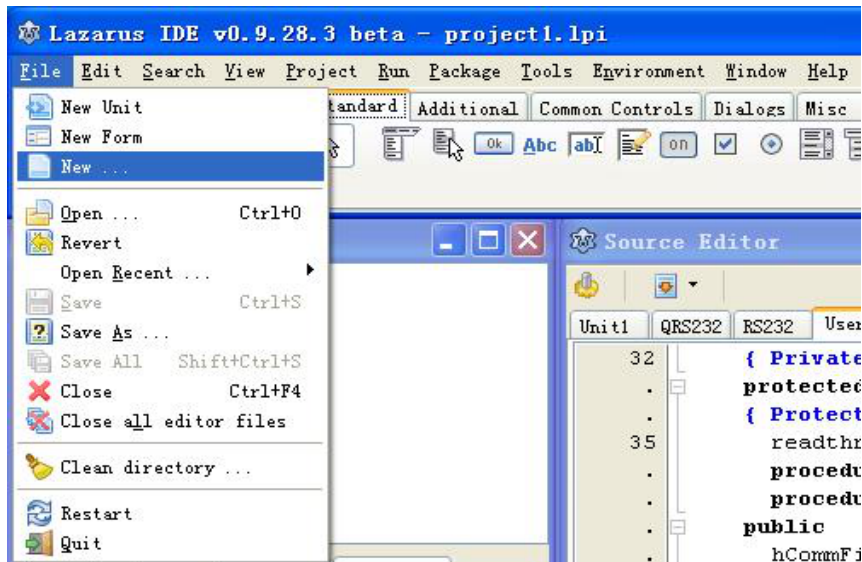 Lazarus IDE v0.9.28.3 beta - project1.lpi
File Edit Search View Project Run Package Tools Environment Window Help
New Unit
New Form
New ...
Open ... Ctrl+O
Revert
Open Recent ...
Save Ctrl+S
Save As ...
Save All Shift+Ctrl+S
Close Ctrl+F4
Close all editor files
Clean directory ...
Restart
Quit
tandard Additional Common Controls Dialogs Misc
Ok Abc abI on
Source Editor
Unit1 QRS232 RS232 User
32 { Private
. protected
. { Protect
35 readthr
. procedu
. procedu
. public
. hCommFi